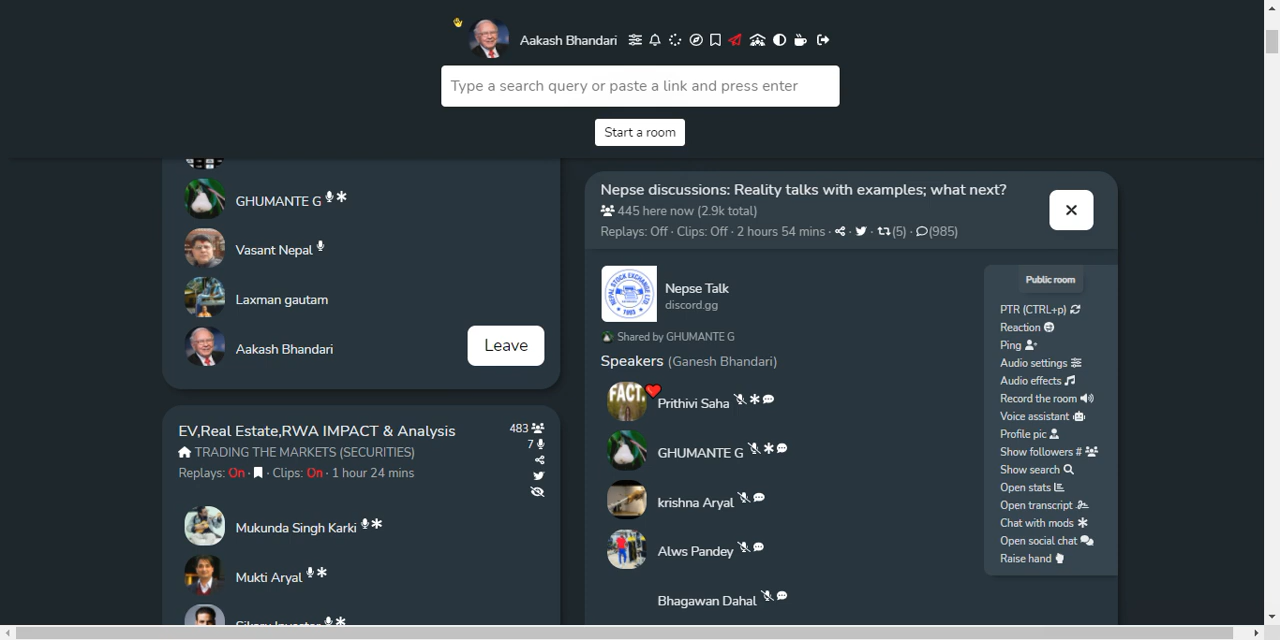 Aakash Bhandari
Type a search query or paste a link and press enter
Start a room
GHUMANTE G
Vasant Nepal
Laxman gautam
Aakash Bhandari
Leave
EV,Real Estate,RWA IMPACT & Analysis
483
TRADING THE MARKETS (SECURITIES)
7
Replays: On · Clips: On · 1 hour 24 mins
Mukunda Singh Karki
Mukti Aryal
Nepse discussions: Reality talks with examples; what next?
445 here now (2.9k total)
Replays: Off · Clips: Off · 2 hours 54 mins · · · (5) · (985)
NEPAL STOCK EXCHANGE LTD.
1993
Nepse Talk
discord.gg
Shared by GHUMANTE G
Speakers (Ganesh Bhandari)
FACT.
Prithivi Saha
GHUMANTE G
krishna Aryal
Alws Pandey
Bhagawan Dahal
Public room
PTR (CTRL+p)
Reaction
Ping
Audio settings
Audio effects
Record the room
Voice assistant
Profile pic
Show followers #
Show search
Open stats
Open transcript
Chat with mods
Open social chat
Raise hand